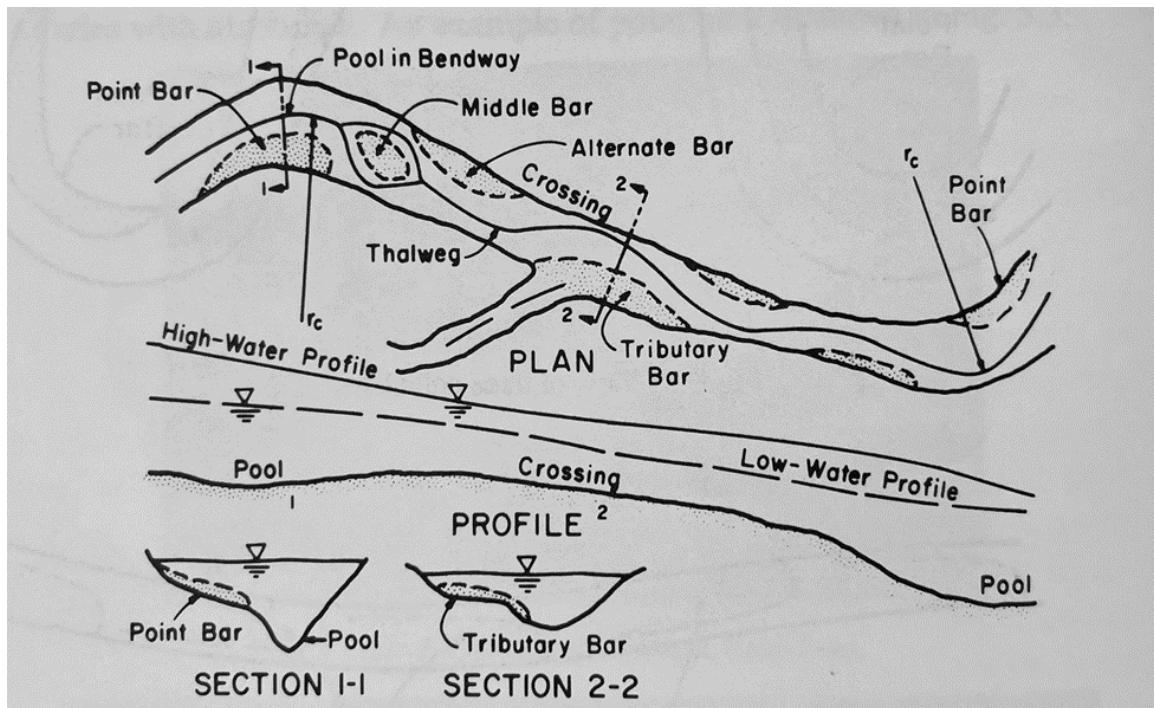 1
Pool in Bendway
Point Bar
Middle Bar
Alternate Bar
Crossing
2
rc
Point
Bar
1
Thalweg
rc
2
PLAN
Tributary
Bar
High-Water Profile
Low-Water Profile
Pool
Crossing
1
PROFILE
2
Pool
Point Bar
Pool
Tributary Bar
SECTION 1-1
SECTION 2-2